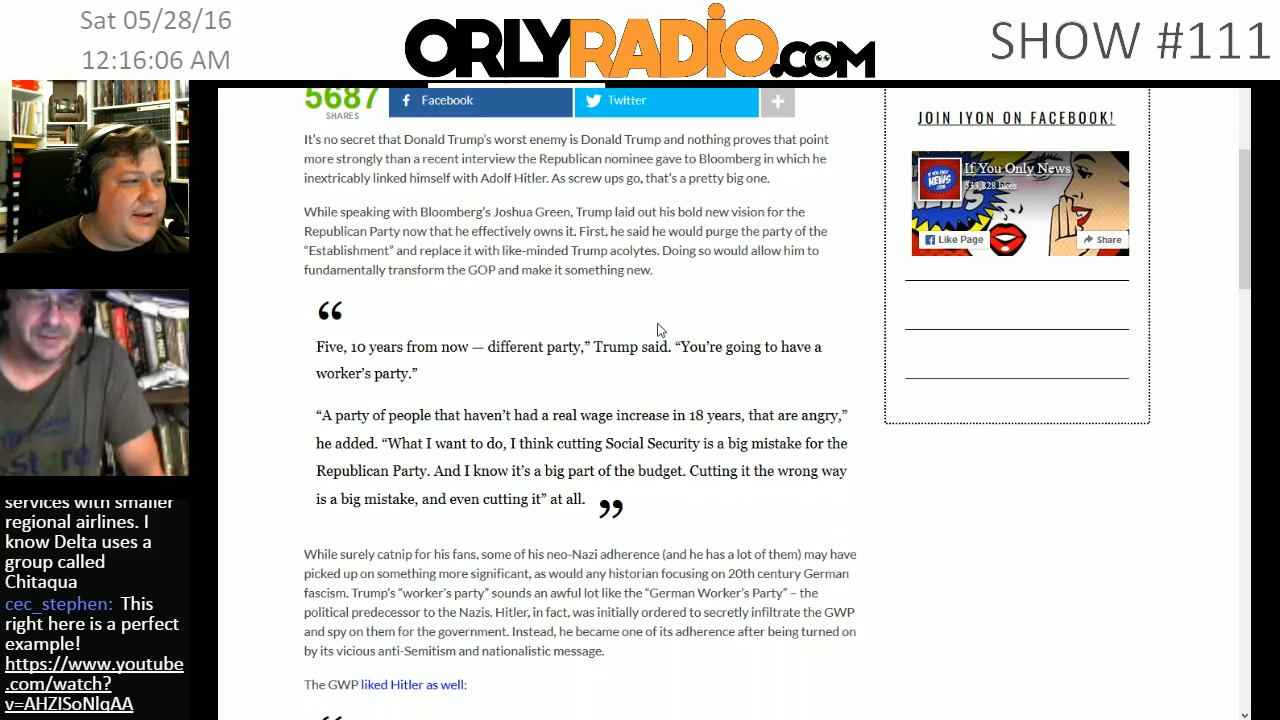 Sat 05/28/16
12:16:06 AM
ORLYRADiO.COM
SHOW #111
5687
SHARES
Facebook
Twitter
+
It's no secret that Donald Trump's worst enemy is Donald Trump and nothing proves that point
more strongly than a recent interview the Republican nominee gave to Bloomberg in which he
inextricably linked himself with Adolf Hitler. As screw ups go, that's a pretty big one.
While speaking with Bloomberg's Joshua Green, Trump laid out his bold new vision for the
Republican Party now that he effectively owns it. First, he said he would purge the party of the
“Establishment” and replace it with like-minded Trump acolytes. Doing so would allow him to
fundamentally transform the GOP and make it something new.
“
Five, 10 years from now — different party,” Trump said. “You're going to have a
worker's party.”
“A party of people that haven't had a real wage increase in 18 years, that are angry,”
he added. “What I want to do, I think cutting Social Security is a big mistake for the
Republican Party. And I know it's a big part of the budget. Cutting it the wrong way
is a big mistake, and even cutting it” at all.
”
While surely catnip for his fans, some of his neo-Nazi adherence (and he has a lot of them) may have
picked up on something more significant, as would any historian focusing on 20th century German
fascism. Trump's “worker's party” sounds an awful lot like the “German Worker's Party” – the
political predecessor to the Nazis. Hitler, in fact, was initially ordered to secretly infiltrate the GWP
and spy on them for the government. Instead, he became one of its adherence after being turned on
by its vicious anti-Semitism and nationalistic message.
The GWP liked Hitler as well:
“
JOIN IYON ON FACEBOOK!
If You Only News
533,828 likes
Like Page
Share
services with smaller
regional airlines. I
know Delta uses a
group called
Chitaqua
cec_stephen: This
right here is a perfect
example!
https://www.youtube
.com/watch?
v=AHZISoNlqAA